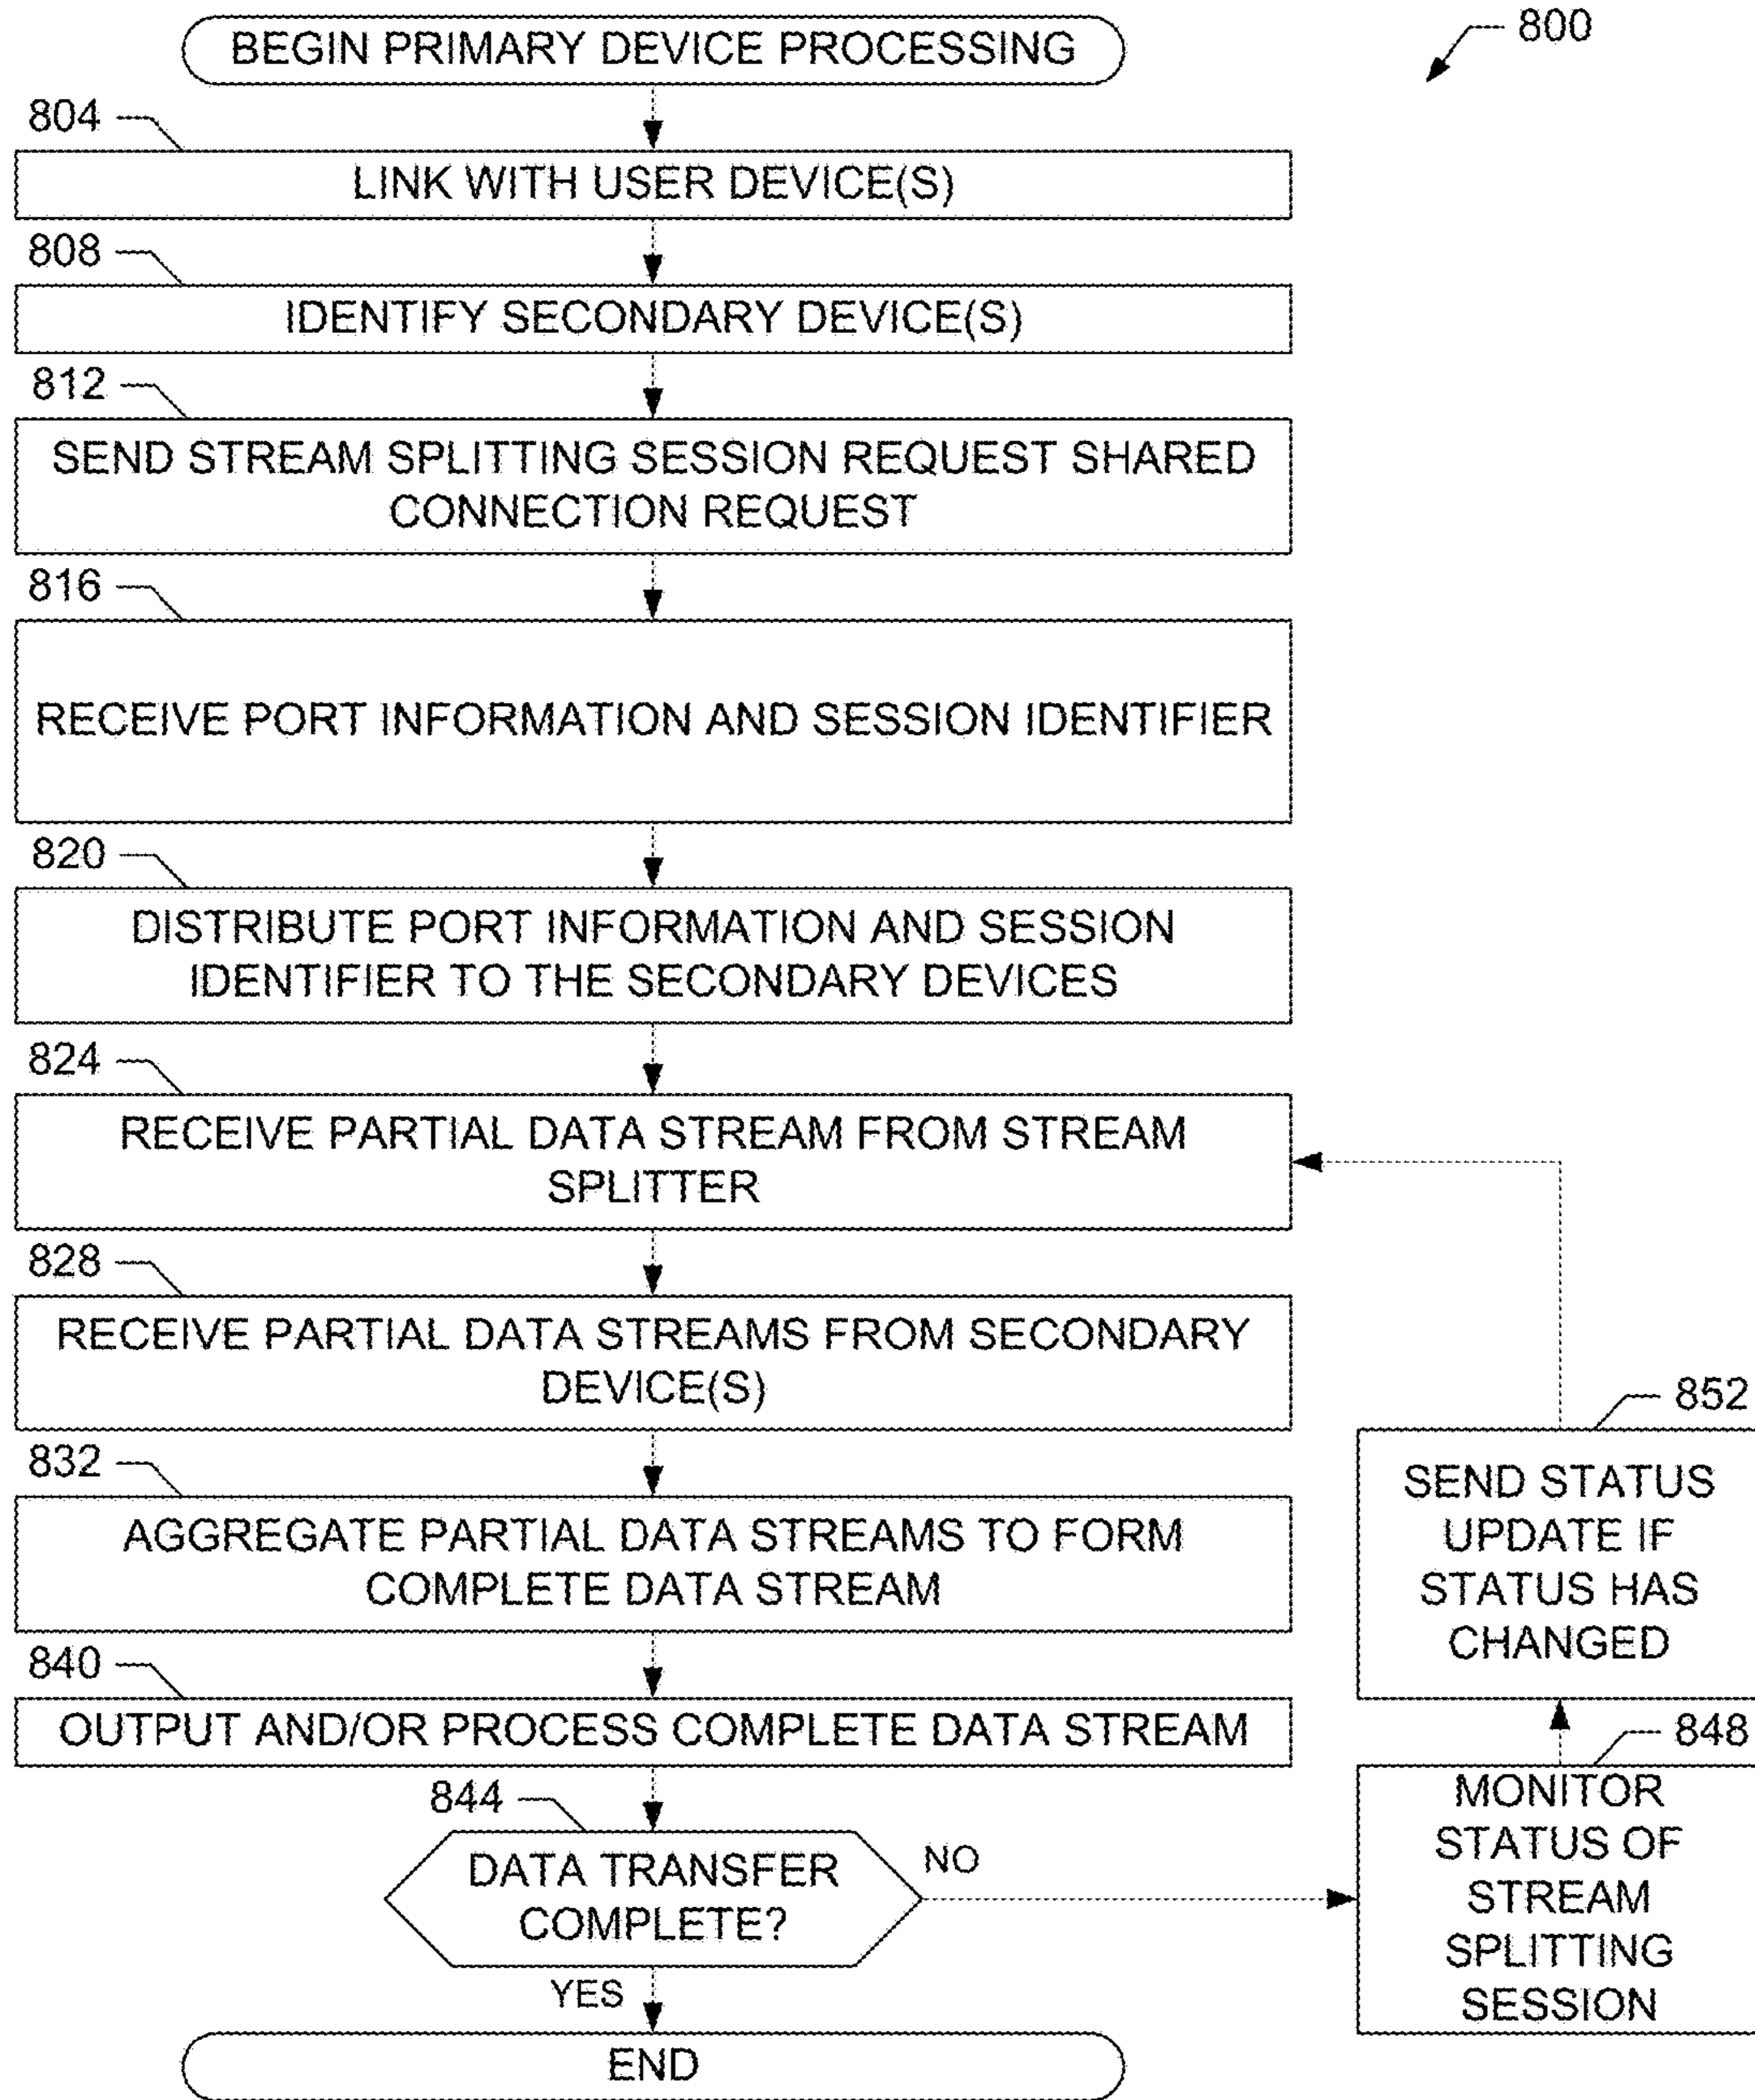 BEGIN PRIMARY DEVICE PROCESSING
800
804
LINK WITH USER DEVICE(S)
808
IDENTIFY SECONDARY DEVICE(S)
812
SEND STREAM SPLITTING SESSION REQUEST SHARED
CONNECTION REQUEST
816
RECEIVE PORT INFORMATION AND SESSION IDENTIFIER
820
DISTRIBUTE PORT INFORMATION AND SESSION
IDENTIFIER TO THE SECONDARY DEVICES
824
RECEIVE PARTIAL DATA STREAM FROM STREAM
SPLITTER
828
RECEIVE PARTIAL DATA STREAMS FROM SECONDARY
DEVICE(S)
832
AGGREGATE PARTIAL DATA STREAMS TO FORM
COMPLETE DATA STREAM
840
OUTPUT AND/OR PROCESS COMPLETE DATA STREAM
844
DATA TRANSFER
COMPLETE?
NO
YES
END
852
SEND STATUS
UPDATE IF
STATUS HAS
CHANGED
848
MONITOR
STATUS OF
STREAM
SPLITTING
SESSION